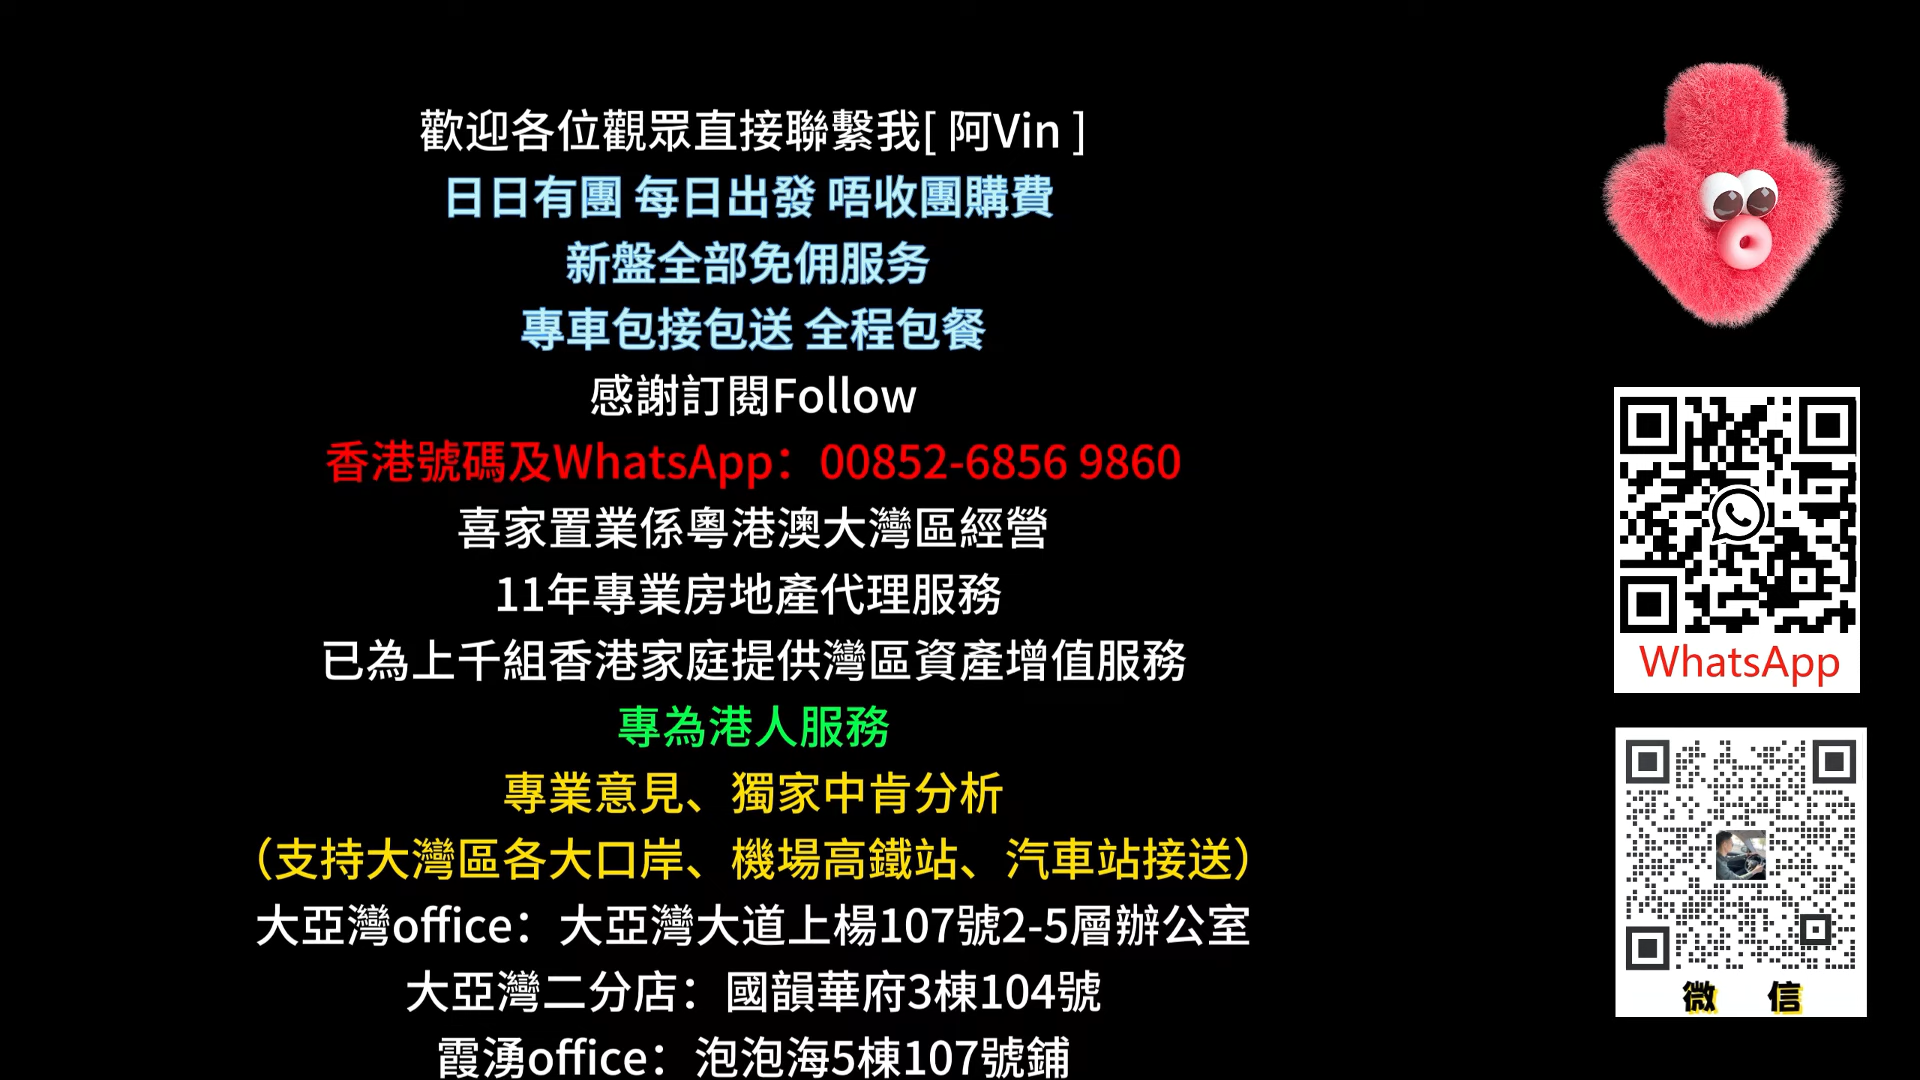 歡迎各位觀眾直接聯繫我[ 阿Vin ]
日日有團 每日出發 唔收團購費
新盤全部免佣服务
專車包接包送 全程包餐
感謝訂閱Follow
香港號碼及WhatsApp：00852-6856 9860
喜家置業係粵港澳大灣區經營
11年專業房地產代理服務
已為上千組香港家庭提供灣區資產增值服務
專為港人服務
專業意見、獨家中肯分析
（支持大灣區各大口岸、機場高鐵站、汽車站接送）
大亞灣office：大亞灣大道上楊107號2-5層辦公室
大亞灣二分店：國韻華府3棟104號
霞湧office：泡泡海5棟107號鋪
WhatsApp
微 信